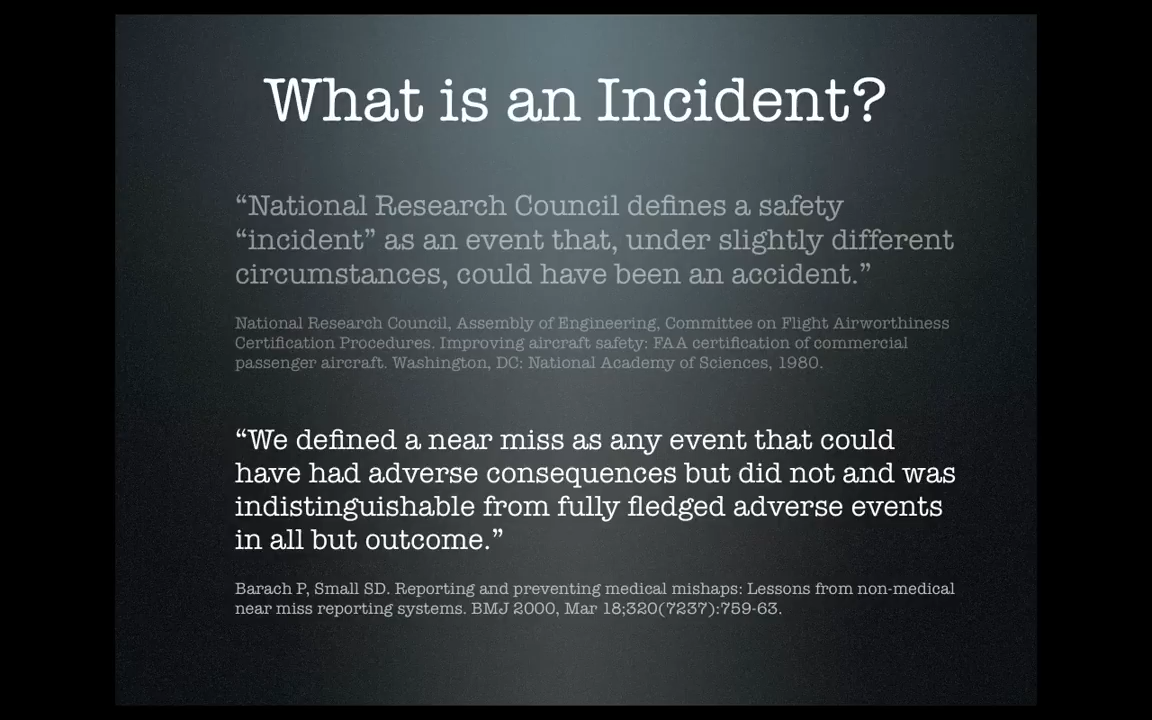 What is an Incident?
“National Research Council defines a safety
“incident” as an event that, under slightly different
circumstances, could have been an accident.”
National Research Council, Assembly of Engineering, Committee on Flight Airworthiness
Certification Procedures. Improving aircraft safety: FAA certification of commercial
passenger aircraft. Washington, DC: National Academy of Sciences, 1980.
“We defined a near miss as any event that could
have had adverse consequences but did not and was
indistinguishable from fully fledged adverse events
in all but outcome.”
Barach P, Small SD. Reporting and preventing medical mishaps: Lessons from non-medical
near miss reporting systems. BMJ 2000, Mar 18;320(7237):759-63.